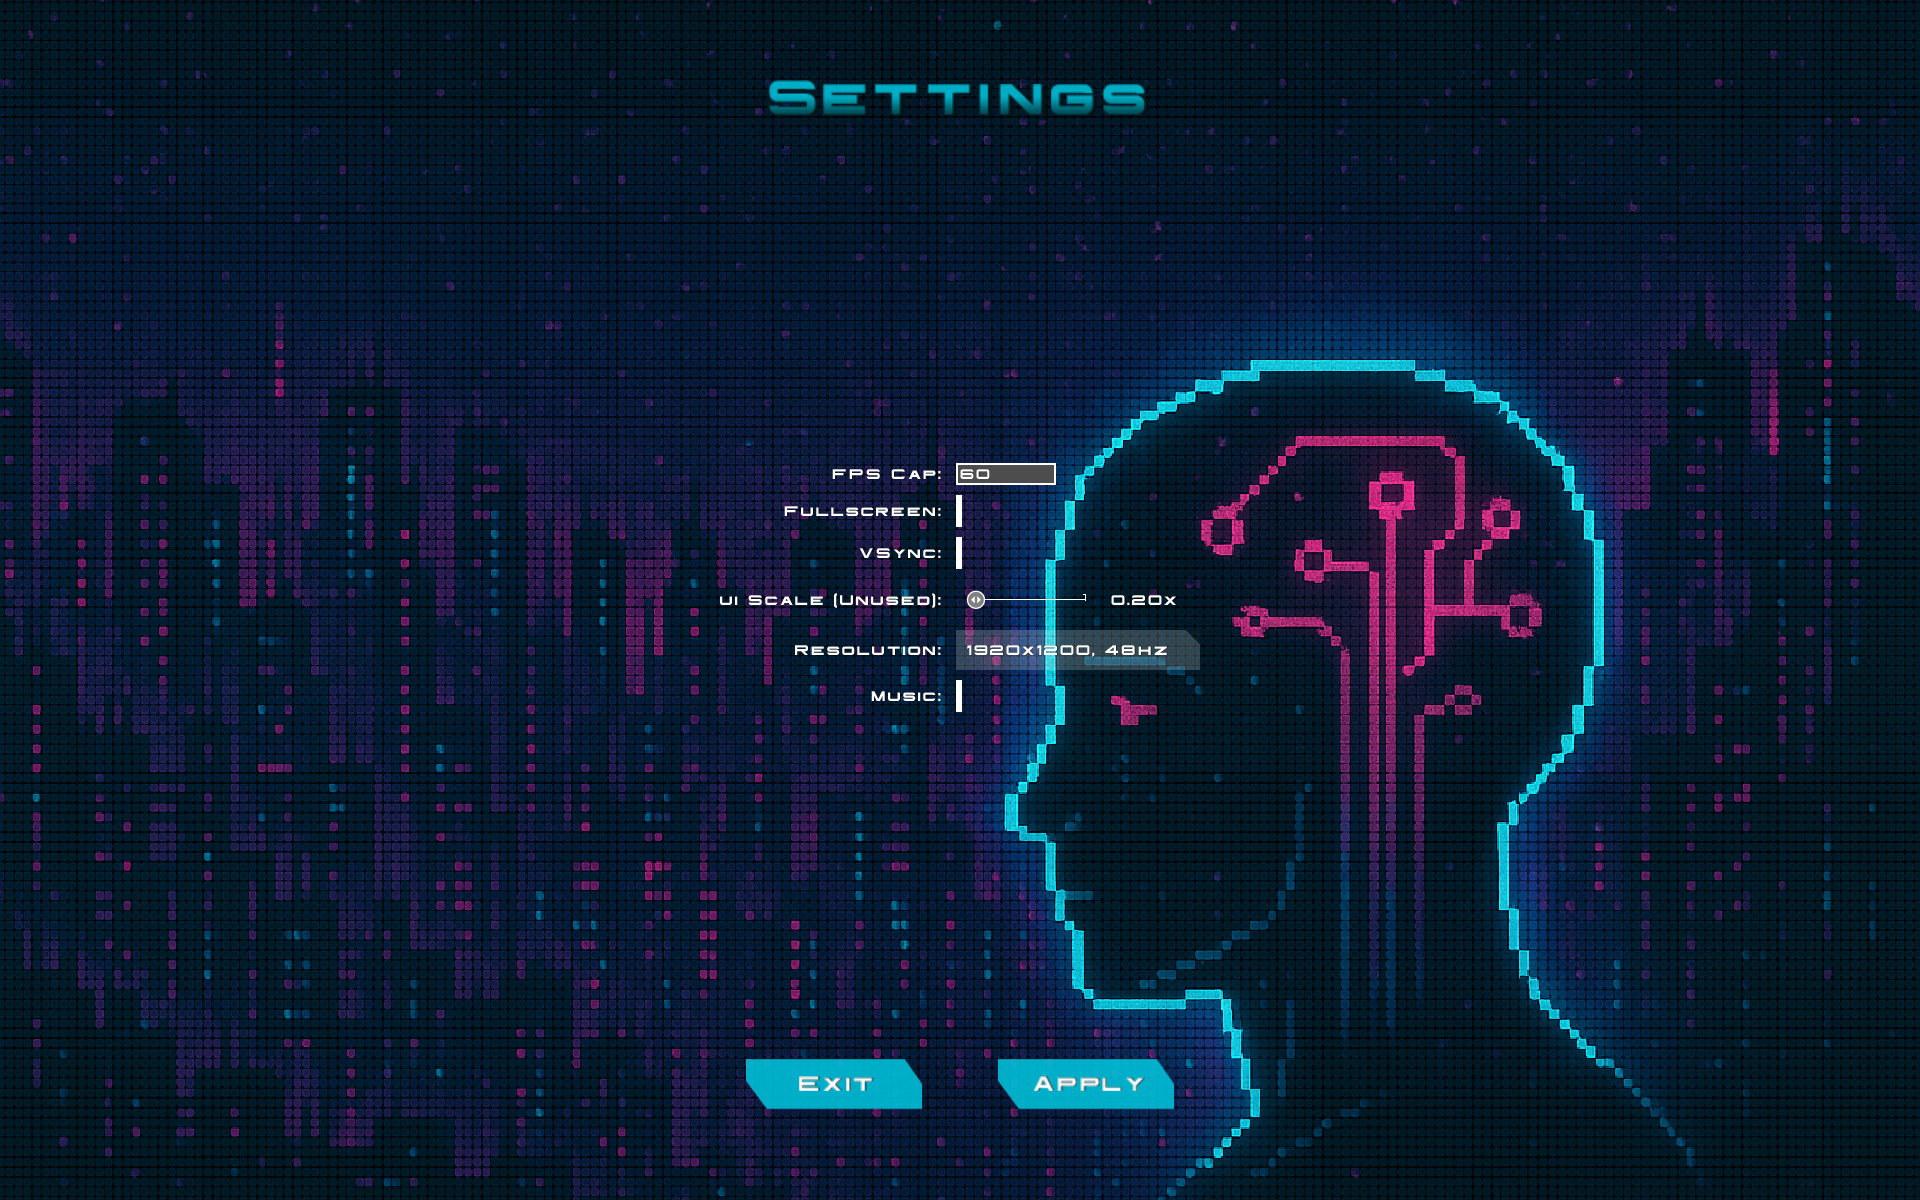 Settings
FPS Cap: 60
Fullscreen:
VSync:
UI Scale (Unused): 0.20x
Resolution: 1920x1200, 48Hz
Music:
Exit Apply